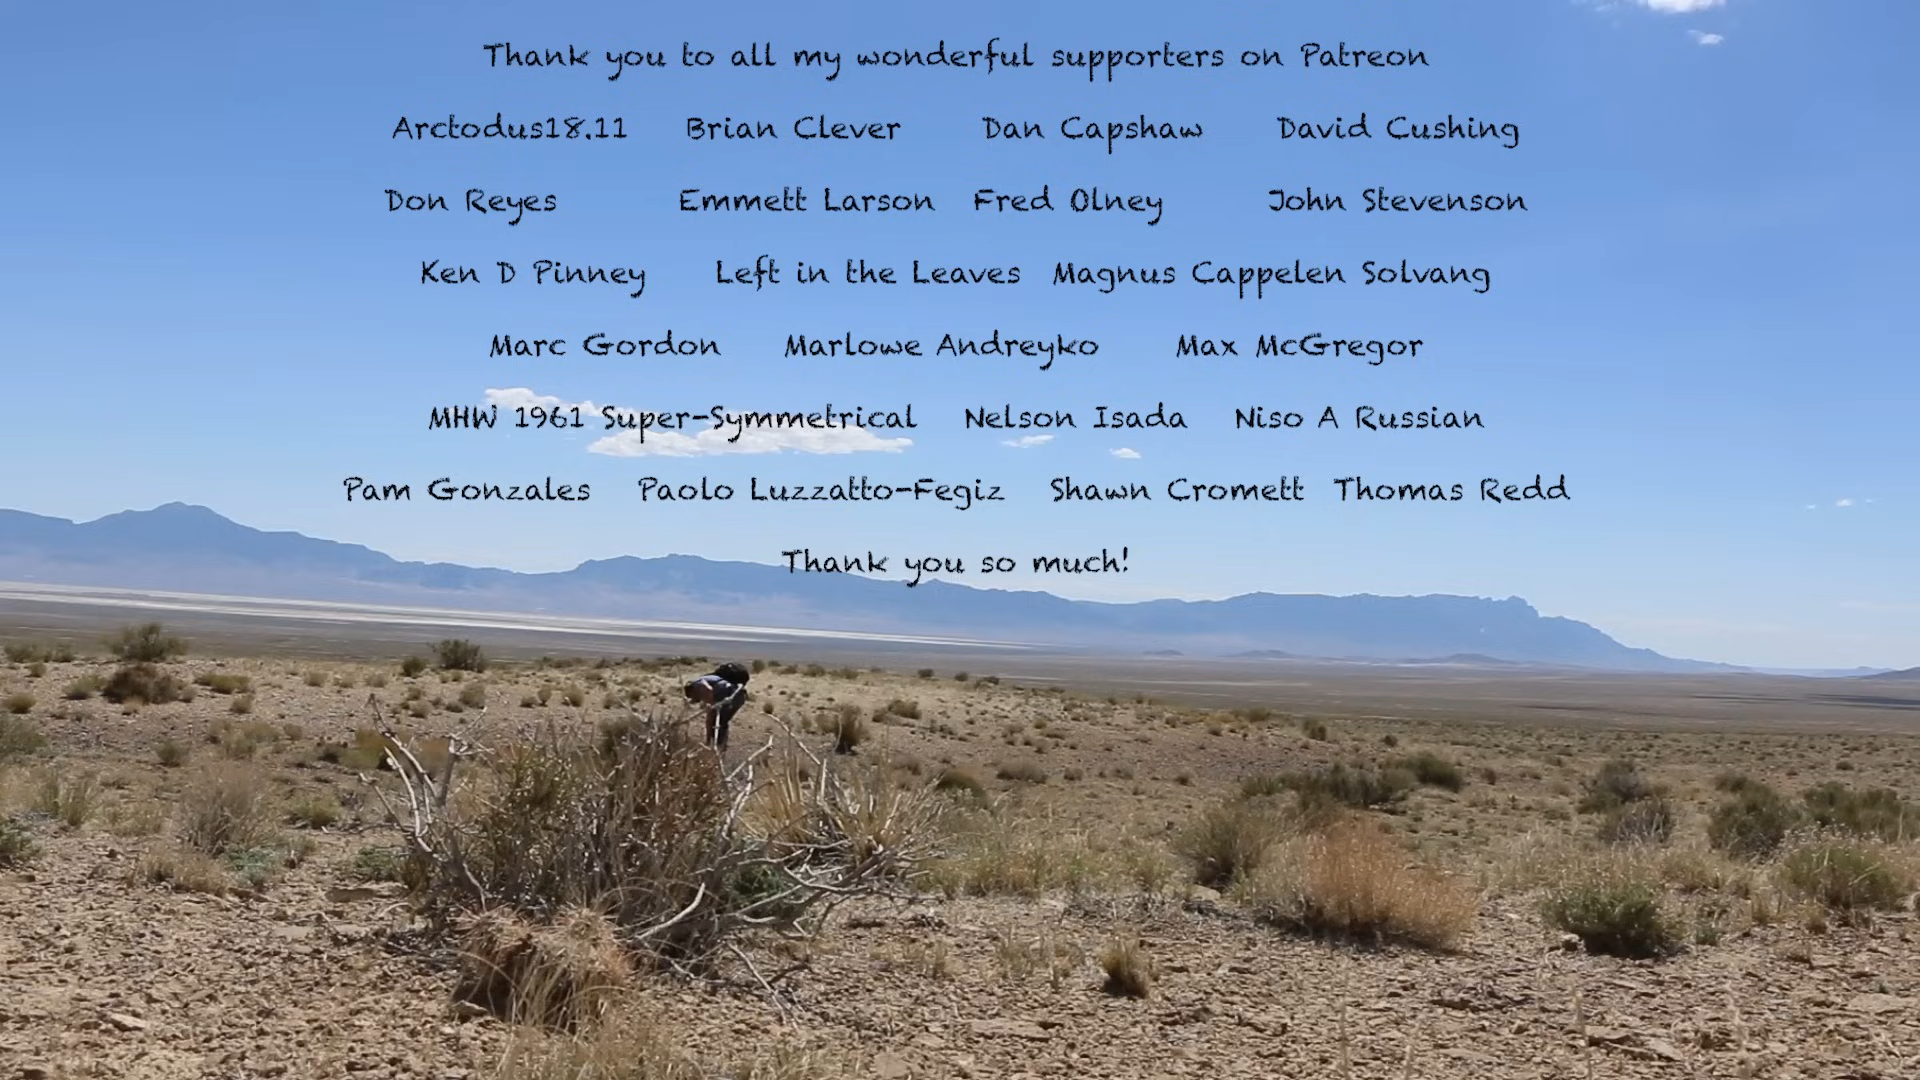 Thank you to all my wonderful supporters on Patreon
Arctodus18.11 Brian Clever Dan Capshaw David Cushing
Don Reyes Emmett Larson Fred Olney John Stevenson
Ken D Pinney Left in the Leaves Magnus Cappelen Solvang
Marc Gordon Marlowe Andreyko Max McGregor
MHW 1961 Super-Symmetrical Nelson Isada Niso A Russian
Pam Gonzales Paolo Luzzatto-Fegiz Shawn Cromett Thomas Redd
Thank you so much!